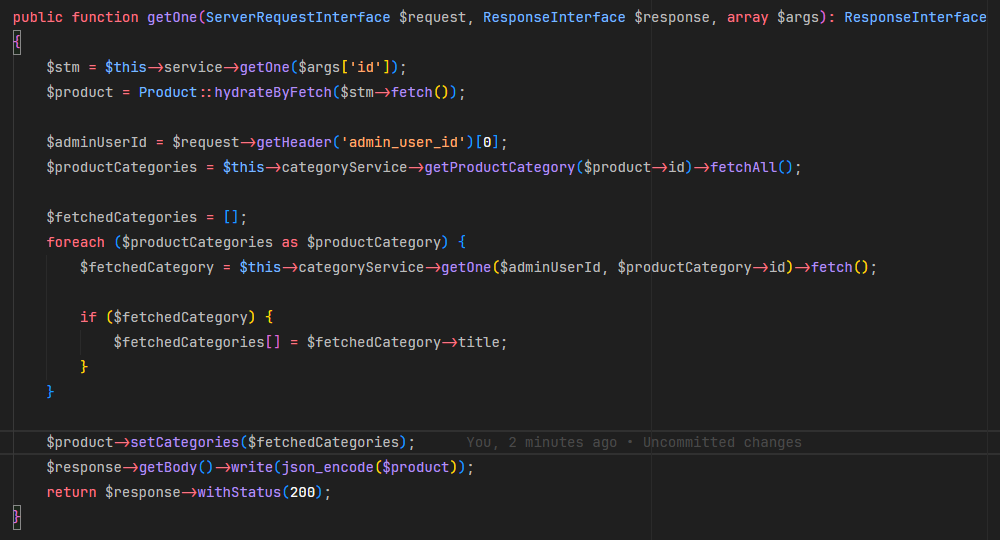 public function getOne(ServerRequestInterface $request, ResponseInterface $response, array $args): ResponseInterface
{
    $stm = $this->service->getOne($args['id']);
    $product = Product::hydrateByFetch($stm->fetch());

    $adminUserId = $request->getHeader('admin_user_id')[0];
    $productCategories = $this->categoryService->getProductCategory($product->id)->fetchAll();

    $fetchedCategories = [];
    foreach ($productCategories as $productCategory) {
        $fetchedCategory = $this->categoryService->getOne($adminUserId, $productCategory->id)->fetch();

        if ($fetchedCategory) {
            $fetchedCategories[] = $fetchedCategory->title;
        }
    }

    $product->setCategories($fetchedCategories); You, 2 minutes ago • Uncommitted changes
    $response->getBody()->write(json_encode($product));
    return $response->withStatus(200);
}